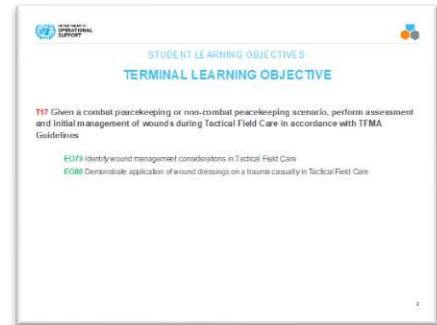 DEPARTMENT OF
OPERATIONAL
SUPPORT
STUDENT LEARNING OBJECTIVES
TERMINAL LEARNING OBJECTIVE
T17 Given a combat peacekeeping or non-combat peacekeeping scenario, perform assessment
and initial management of wounds during Tactical Field Care in accordance with TFMA
Guidelines
EO79 Identify wound management considerations in Tactical Field Care
EO80 Demonstrate application of wound dressings on a trauma casualty in Tactical Field Care
2